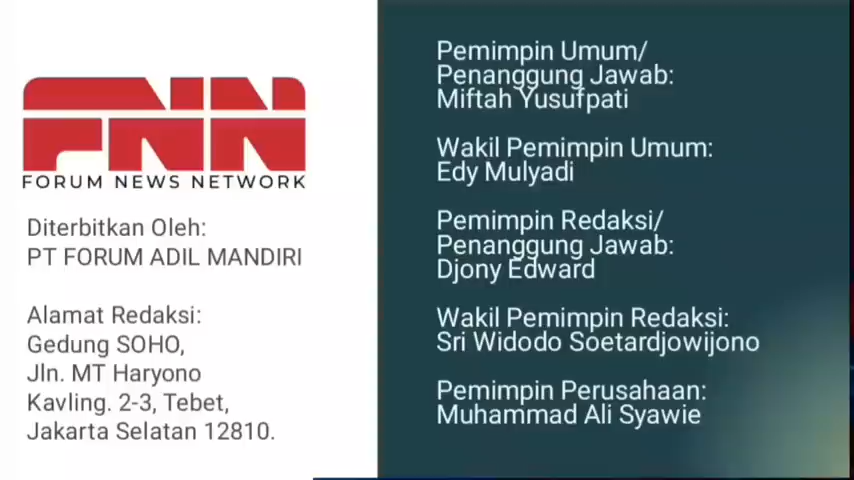 FNN
FORUM NEWS NETWORK
Diterbitkan Oleh:
PT FORUM ADIL MANDIRI
Alamat Redaksi:
Gedung SOHO,
Jln. MT Haryono
Kavling. 2-3, Tebet,
Jakarta Selatan 12810.
Pemimpin Umum/
Penanggung Jawab:
Miftah Yusufpati
Wakil Pemimpin Umum:
Edy Mulyadi
Pemimpin Redaksi/
Penanggung Jawab:
Djony Edward
Wakil Pemimpin Redaksi:
Sri Widodo Soetardjowijono
Pemimpin Perusahaan:
Muhammad Ali Syawie